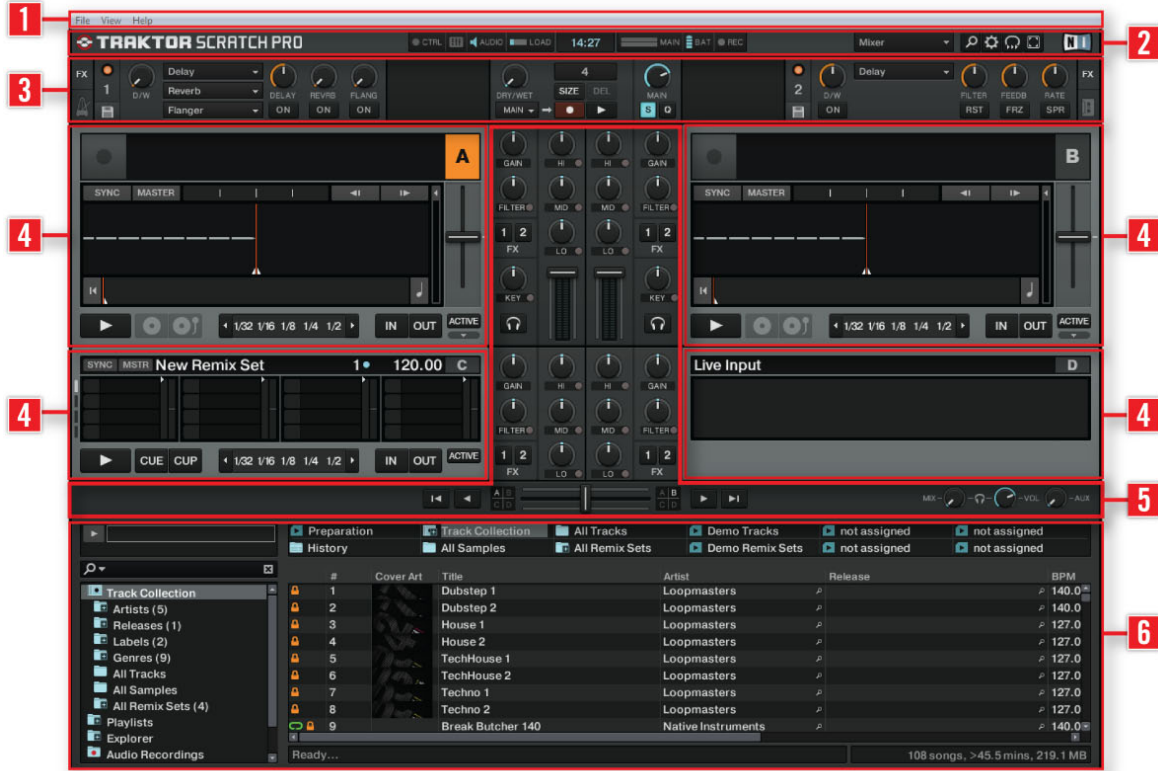 1
File View Help
TRAKTOR SCRATCH PRO CTRL AUDIO LOAD 14:27 MAIN BAT REC Mixer
2
3
FX 1 D/W Delay DELAY REVRB FLANG DRY/WET 4 MAIN 2 D/W Delay FILTER FEEDB RATE FX
Reverb SIZE DEL
Flanger ON ON ON MAIN S Q ON RST FRZ SPR
4
A
SYNC MASTER
1/32 1/16 1/8 1/4 1/2 IN OUT ACTIVE
GAIN HI HI GAIN
FILTER MID MID FILTER
1 2 LO LO 1 2
FX FX
KEY KEY
B
SYNC MASTER
1/32 1/16 1/8 1/4 1/2 IN OUT ACTIVE
4
4
SYNC MSTR New Remix Set 1 120.00 C
CUE CUP 1/32 1/16 1/8 1/4 1/2 IN OUT ACTIVE
GAIN HI HI GAIN
FILTER MID MID FILTER
1 2 LO LO 1 2
FX FX
Live Input D
4
A B C D A B C D MIX VOL AUX
5
Preparation Track Collection All Tracks Demo Tracks not assigned not assigned
History All Samples All Remix Sets Demo Remix Sets not assigned not assigned
Track Collection
Artists (5)
Releases (1)
Labels (2)
Genres (9)
All Tracks
All Samples
All Remix Sets (4)
Playlists
Explorer
Audio Recordings
# Cover Art Title Artist Release BPM
1 Dubstep 1 Loopmasters 140.0
2 Dubstep 2 Loopmasters 140.0
3 House 1 Loopmasters 127.0
4 House 2 Loopmasters 127.0
5 TechHouse 1 Loopmasters 127.0
6 TechHouse 2 Loopmasters 127.0
7 Techno 1 Loopmasters 127.0
8 Techno 2 Loopmasters 127.0
9 Break Butcher 140 Native Instruments 140.0
Ready... 108 songs, >45.5 mins, 219.1 MB
6